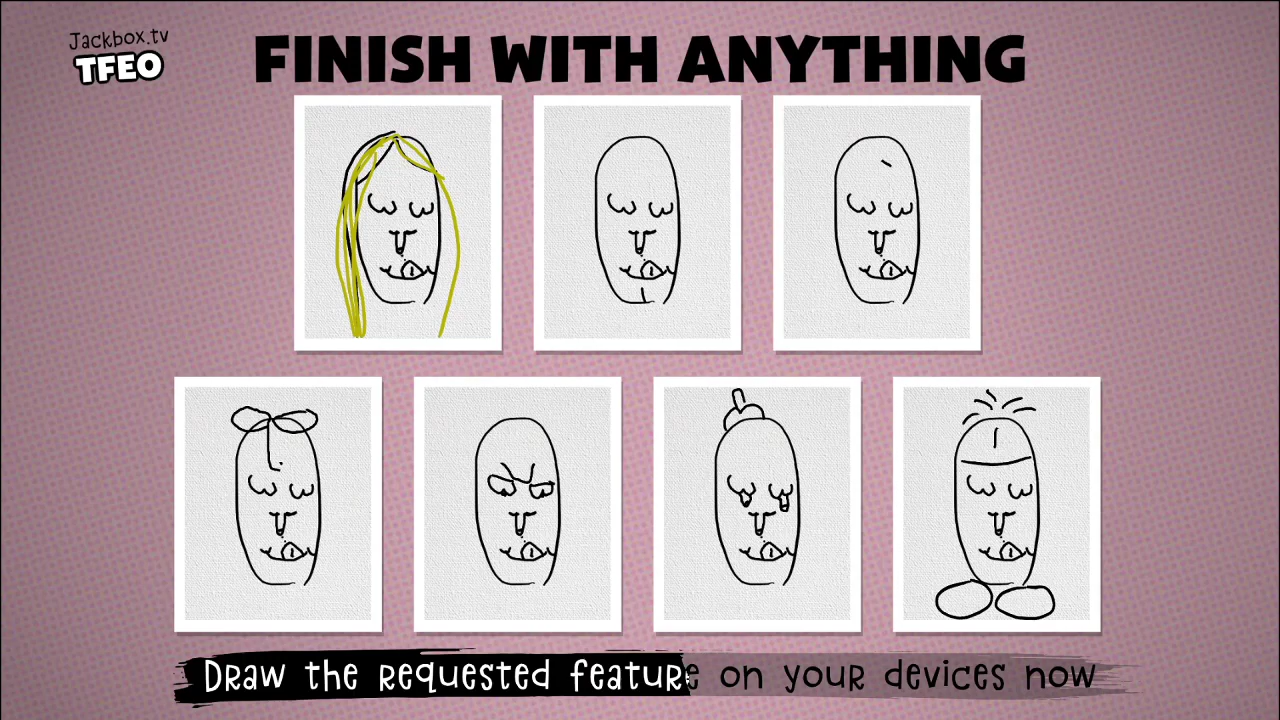 Jackbox.tv
TFEO
FINISH WITH ANYTHING
Draw the requested feature on your devices now